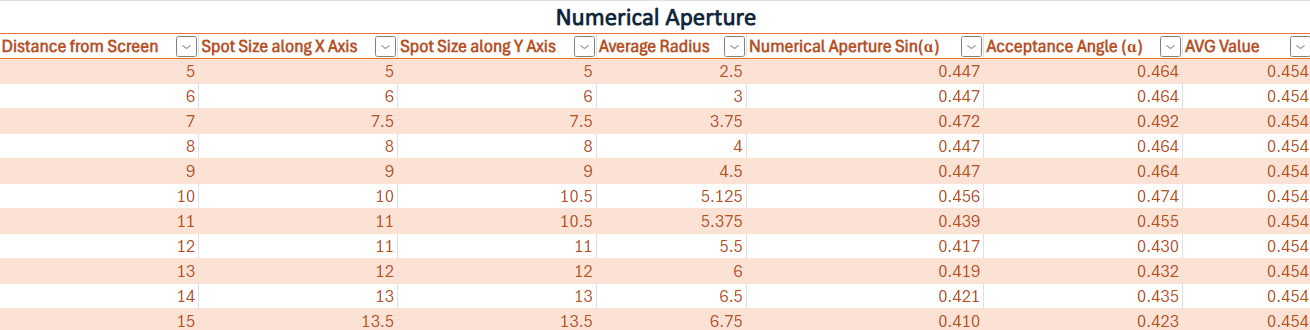 Numerical Aperture
Distance from Screen Spot Size along X Axis Spot Size along Y Axis Average Radius Numerical Aperture Sin(α) Acceptance Angle (α) AVG Value
5 5 5 2.5 0.447 0.464 0.454
6 6 6 3 0.447 0.464 0.454
7 7.5 7.5 3.75 0.472 0.492 0.454
8 8 8 4 0.447 0.464 0.454
9 9 9 4.5 0.447 0.464 0.454
10 10 10.5 5.125 0.456 0.474 0.454
11 11 10.5 5.375 0.439 0.455 0.454
12 11 11 5.5 0.417 0.430 0.454
13 12 12 6 0.419 0.432 0.454
14 13 13 6.5 0.421 0.435 0.454
15 13.5 13.5 6.75 0.410 0.423 0.454